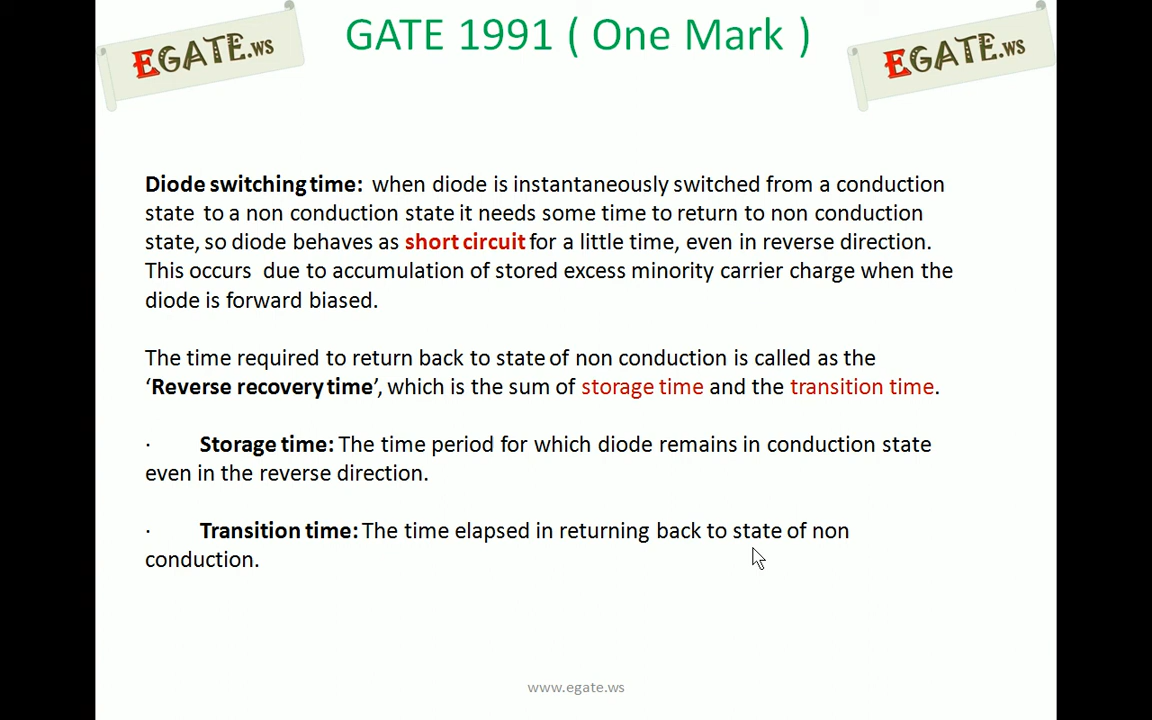 EGATE.ws
GATE 1991 ( One Mark )
EGATE.ws
Diode switching time: when diode is instantaneously switched from a conduction
state to a non conduction state it needs some time to return to non conduction
state, so diode behaves as short circuit for a little time, even in reverse direction.
This occurs due to accumulation of stored excess minority carrier charge when the
diode is forward biased.
The time required to return back to state of non conduction is called as the
‘Reverse recovery time’, which is the sum of storage time and the transition time.
· Storage time: The time period for which diode remains in conduction state
even in the reverse direction.
· Transition time: The time elapsed in returning back to state of non
conduction.
www.egate.ws